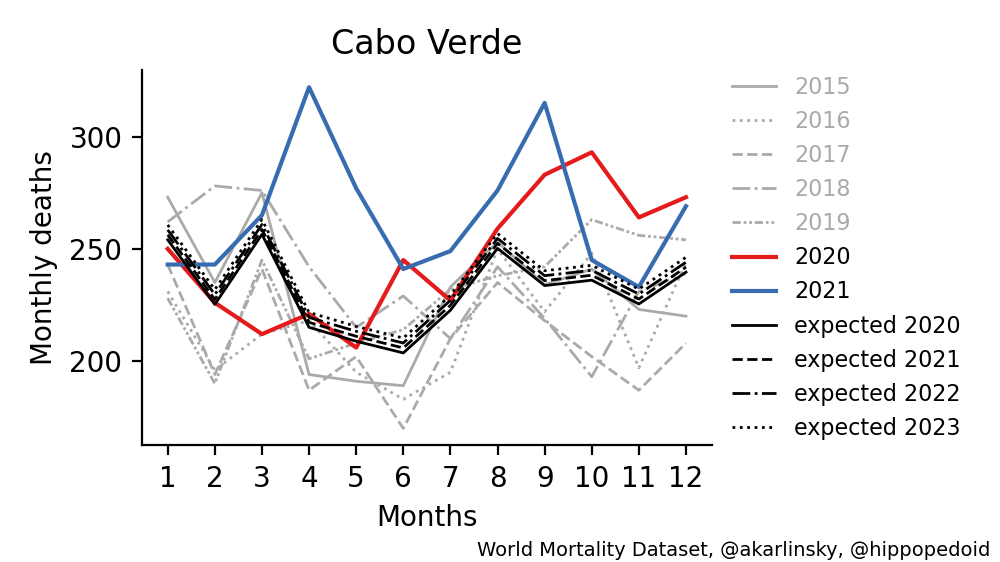 Cabo Verde
Monthly deaths
300
250
200
1 2 3 4 5 6 7 8 9 10 11 12
Months
2015
2016
2017
2018
2019
2020
2021
expected 2020
expected 2021
expected 2022
expected 2023
World Mortality Dataset, @akarlinsky, @hippopedoid